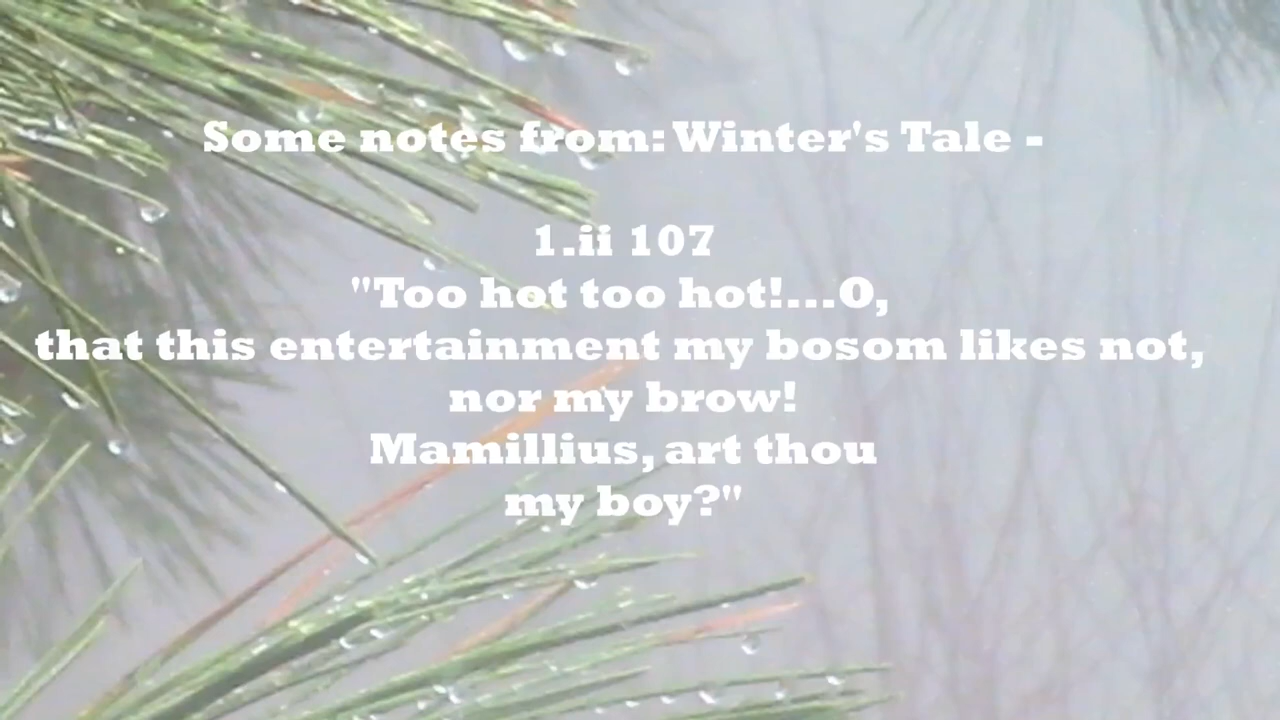 Some notes from: Winter's Tale -
1.ii 107
"Too hot too hot!...O,
that this entertainment my bosom likes not,
nor my brow!
Mamillius, art thou
my boy?"